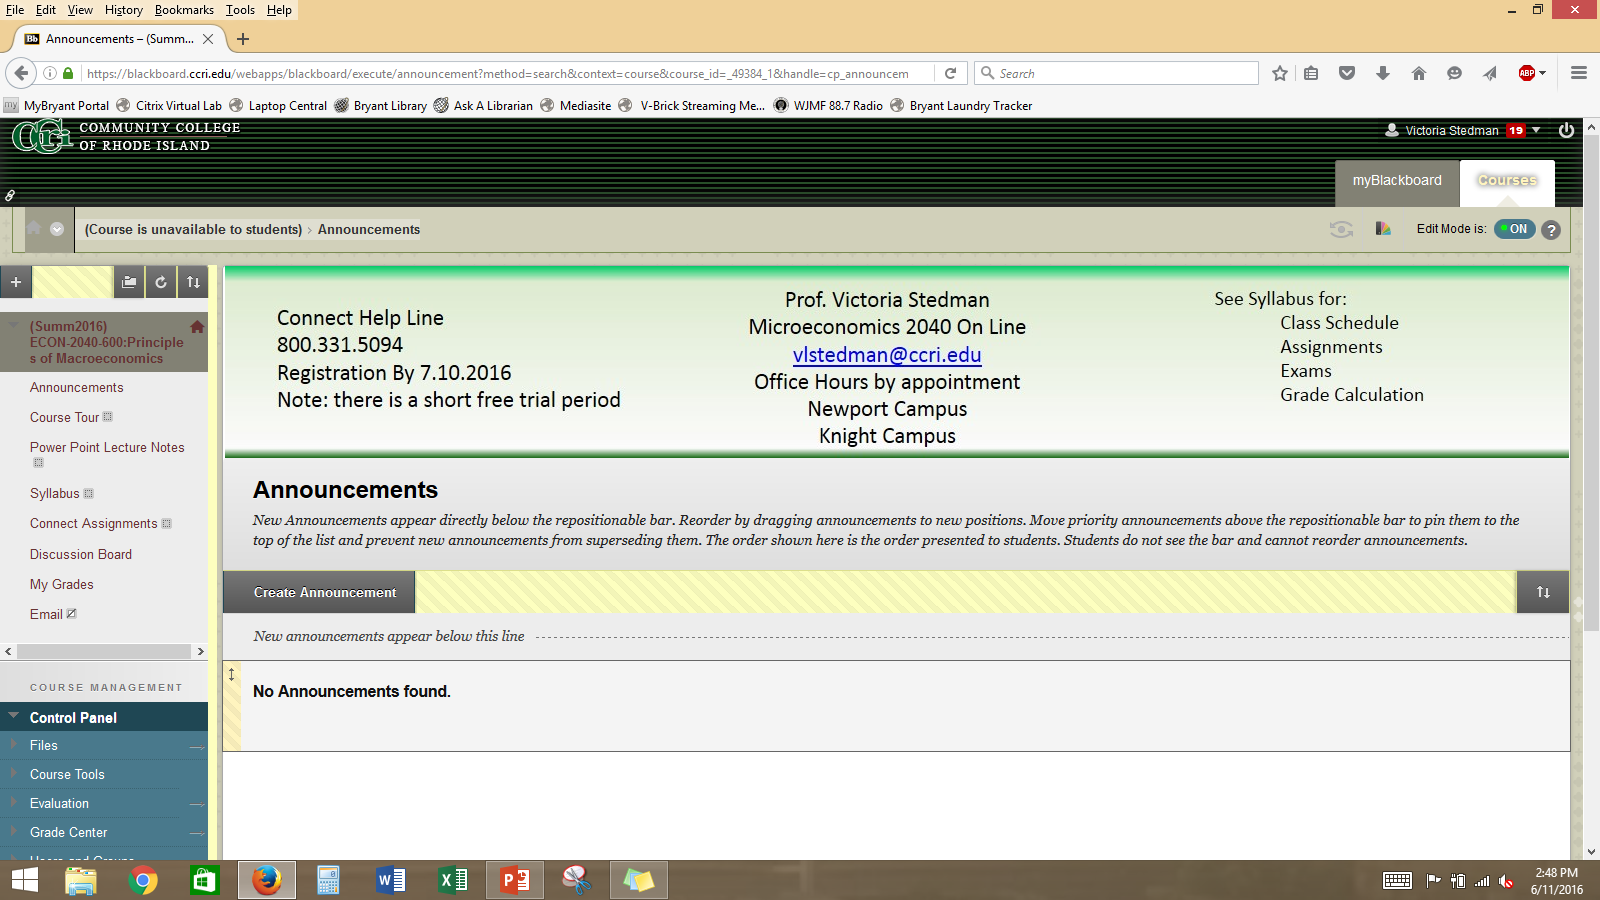 File Edit View History Bookmarks Tools Help
Bb Announcements – (Summ...
https://blackboard.ccri.edu/webapps/blackboard/execute/announcement?method=search&context=course&course_id=_49384_1&handle=cp_announcem
Search
ABP
my MyBryant Portal Citrix Virtual Lab Laptop Central Bryant Library Ask A Librarian Mediasite V-Brick Streaming Me... WJMF 88.7 Radio Bryant Laundry Tracker
CCRI COMMUNITY COLLEGE
OF RHODE ISLAND
Victoria Stedman 19
myBlackboard Courses
(Course is unavailable to students) > Announcements
Edit Mode is: ON ?
(Summ2016)
ECON-2040-600:Principle
s of Macroeconomics
Announcements
Course Tour
Power Point Lecture Notes
Syllabus
Connect Assignments
Discussion Board
My Grades
Email
COURSE MANAGEMENT
Control Panel
Files
Course Tools
Evaluation
Grade Center
Users and Groups
Connect Help Line
800.331.5094
Registration By 7.10.2016
Note: there is a short free trial period
Prof. Victoria Stedman
Microeconomics 2040 On Line
vlstedman@ccri.edu
Office Hours by appointment
Newport Campus
Knight Campus
See Syllabus for:
Class Schedule
Assignments
Exams
Grade Calculation
Announcements
New Announcements appear directly below the repositionable bar. Reorder by dragging announcements to new positions. Move priority announcements above the repositionable bar to pin them to the
top of the list and prevent new announcements from superseding them. The order shown here is the order presented to students. Students do not see the bar and cannot reorder announcements.
Create Announcement
New announcements appear below this line
No Announcements found.
2:48 PM
6/11/2016